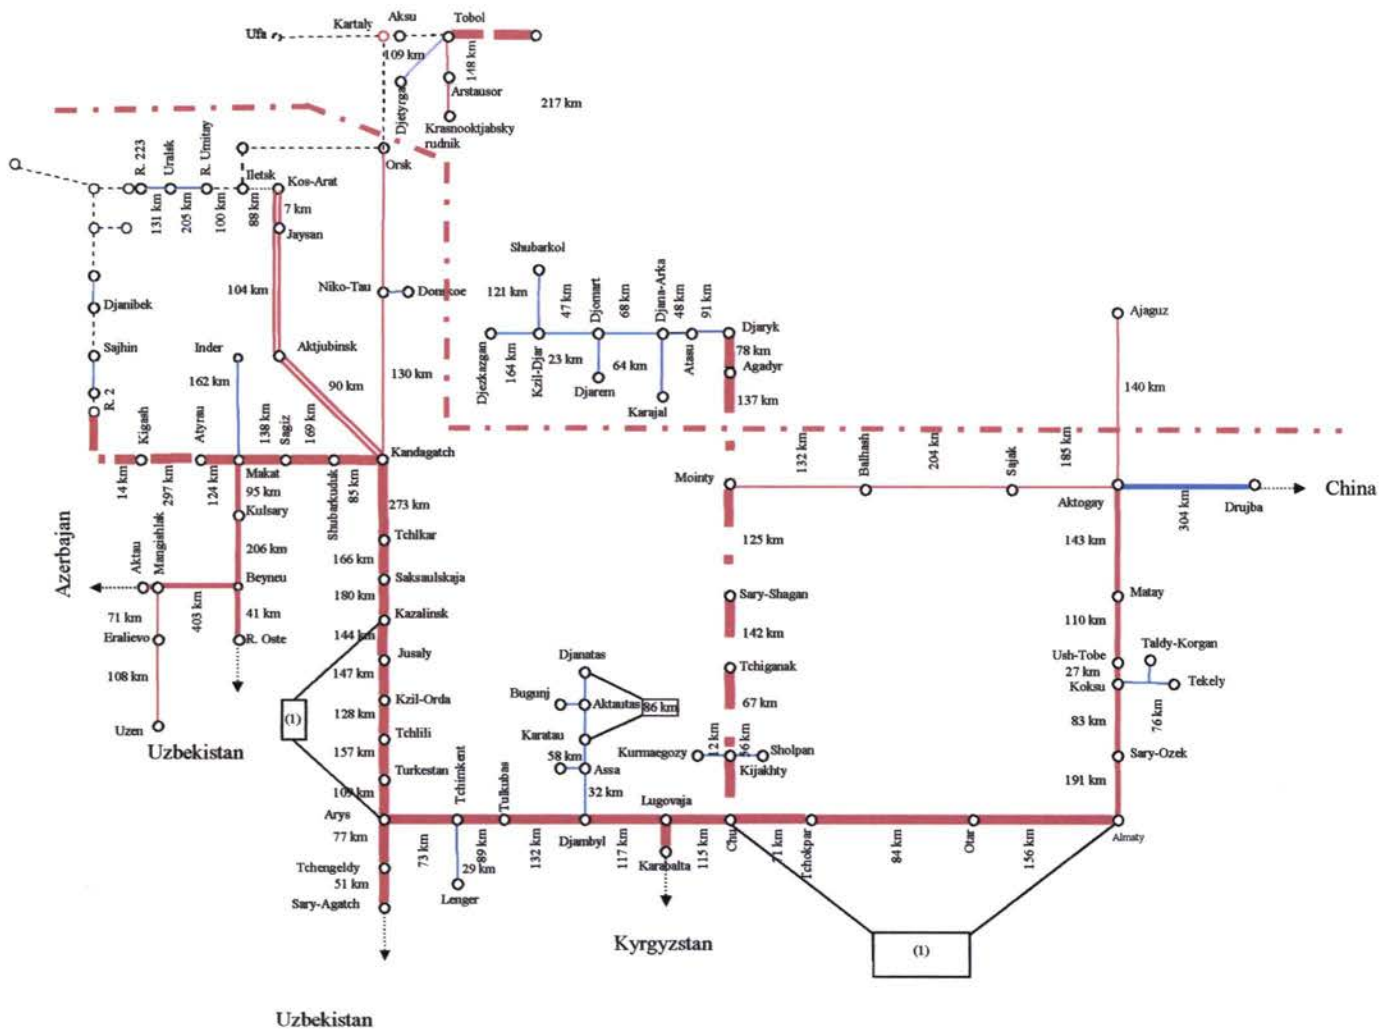 Kartaly
Aksu
Tobol
Ufa
109 km
148 km
Djetyrga
Arstausor
217 km
Krasnooktjabsky
rudnik
R. 223
Uralsk
R. Umitay
Iletsk
Kos-Arat
Orsk
131 km
205 km
100 km
88 km
7 km
Jaysan
Shubarkol
104 km
Niko-Tau
Donskoe
121 km
47 km
Djomart
68 km
Djana-Arka
48 km
91 km
Djanibek
Ajaguz
Djaryk
78 km
Sajhin
Inder
Aktjubinsk
Djezkazgan
164 km
Kzil-Djar
23 km
Djarem
64 km
Atasu
Agadyr
162 km
90 km
130 km
Karajal
137 km
140 km
R. 2
Kigash
Atyrau
138 km
Sagiz
169 km
Kandagatch
132 km
Balhash
204 km
Sajak
185 km
14 km
297 km
124 km
Makat
95 km
Shubarkuduk
85 km
Mointy
Aktogay
304 km
Drujba
China
Kulsary
273 km
Azerbajan
Aktau
Mangishlak
206 km
Tchlkar
125 km
143 km
166 km
Saksaulskaja
Beyneu
180 km
Sary-Shagan
Matay
71 km
403 km
41 km
Kazalinsk
142 km
110 km
Eralievo
R. Oste
144 km
Jusaly
Djanatas
Tchiganak
Ush-Tobe
Taldy-Korgan
108 km
147 km
27 km
Koksu
Tekely
Kzil-Orda
Bugunj
Aktautas
86 km
67 km
76 km
Uzen
(1)
128 km
83 km
Uzbekistan
Tchlili
Karatau
Kurmaegozy
12 km
56 km
Sholpan
157 km
58 km
Assa
Kijakhty
Sary-Ozek
Turkestan
Tchimkent
Tulkubas
32 km
191 km
109 km
Lugovaja
Arys
77 km
73 km
89 km
132 km
Djambyl
117 km
Karabalta
115 km
Chu
71 km
Tchokpar
84 km
Otar
156 km
Almaty
Tchengeldy
29 km
51 km
Lenger
Sary-Agatch
Kyrgyzstan
(1)
Uzbekistan